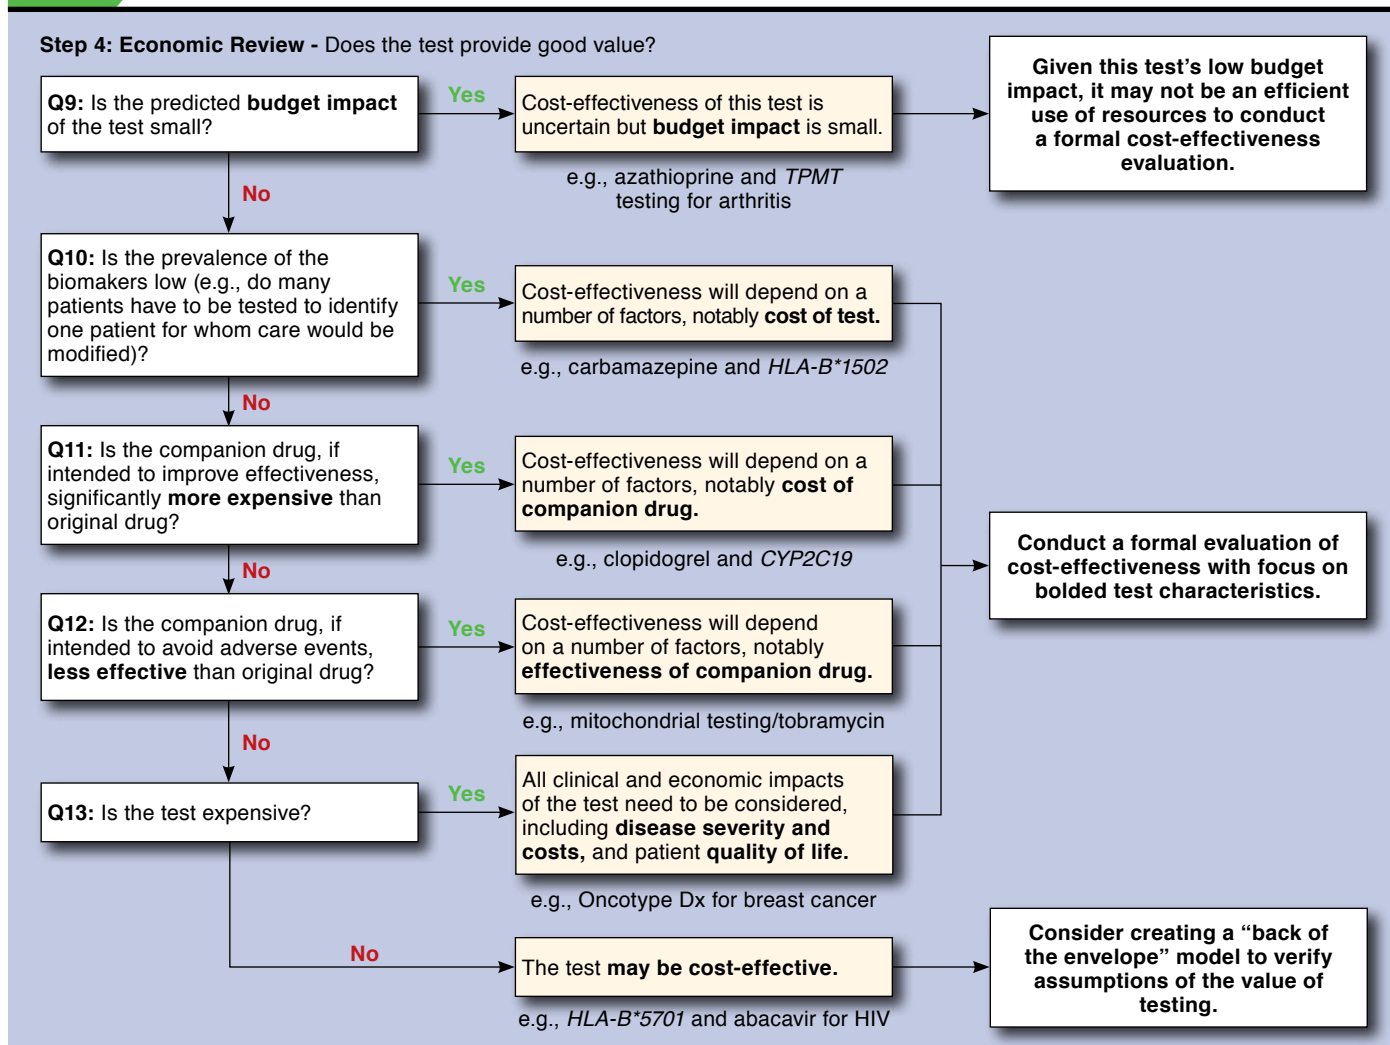 Step 4: Economic Review - Does the test provide good value?
Q9: Is the predicted budget impact
of the test small?
Yes
Cost-effectiveness of this test is
uncertain but budget impact is small.
e.g., azathioprine and TPMT
testing for arthritis
Given this test's low budget
impact, it may not be an efficient
use of resources to conduct
a formal cost-effectiveness
evaluation.
No
Q10: Is the prevalence of the
biomakers low (e.g., do many
patients have to be tested to identify
one patient for whom care would be
modified)?
Yes
Cost-effectiveness will depend on a
number of factors, notably cost of test.
e.g., carbamazepine and HLA-B*1502
No
Q11: Is the companion drug, if
intended to improve effectiveness,
significantly more expensive than
original drug?
Yes
Cost-effectiveness will depend on a
number of factors, notably cost of
companion drug.
e.g., clopidogrel and CYP2C19
Conduct a formal evaluation of
cost-effectiveness with focus on
bolded test characteristics.
No
Q12: Is the companion drug, if
intended to avoid adverse events,
less effective than original drug?
Yes
Cost-effectiveness will depend
on a number of factors, notably
effectiveness of companion drug.
e.g., mitochondrial testing/tobramycin
No
Q13: Is the test expensive?
Yes
All clinical and economic impacts
of the test need to be considered,
including disease severity and
costs, and patient quality of life.
e.g., Oncotype Dx for breast cancer
No
The test may be cost-effective.
e.g., HLA-B*5701 and abacavir for HIV
Consider creating a “back of
the envelope” model to verify
assumptions of the value of
testing.